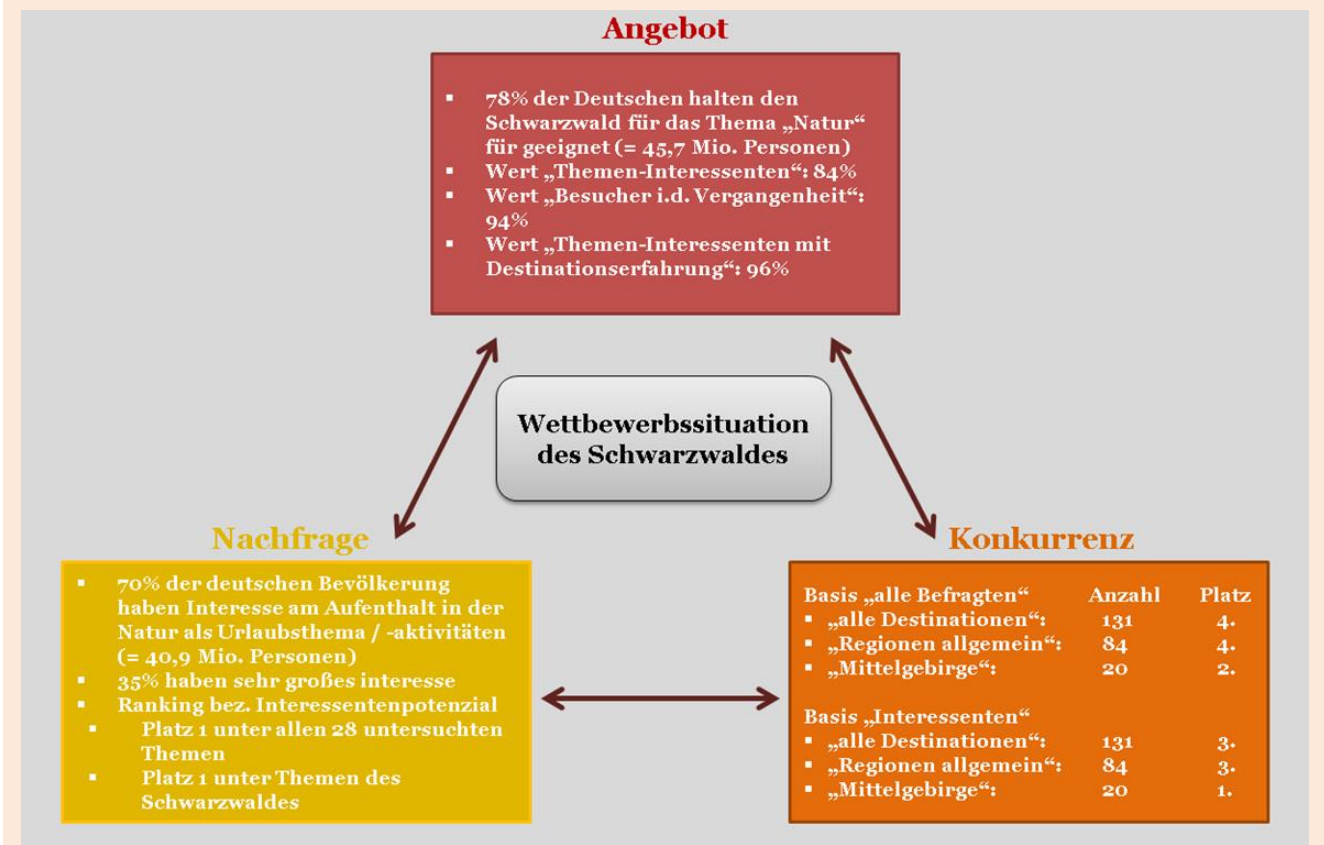 Angebot
▪ 78% der Deutschen halten den
Schwarzwald für das Thema „Natur“
für geeignet (= 45,7 Mio. Personen)
▪ Wert „Themen-Interessenten“: 84%
▪ Wert „Besucher i.d. Vergangenheit“:
94%
▪ Wert „Themen-Interessenten mit
Destinationserfahrung“: 96%
Wettbewerbssituation
des Schwarzwaldes
Nachfrage
▪ 70% der deutschen Bevölkerung
haben Interesse am Aufenthalt in der
Natur als Urlaubsthema / -aktivitäten
(= 40,9 Mio. Personen)
▪ 35% haben sehr großes interesse
▪ Ranking bez. Interessentenpotenzial
▪ Platz 1 unter allen 28 untersuchten
Themen
▪ Platz 1 unter Themen des
Schwarzwaldes
Konkurrenz
Basis „alle Befragten“ Anzahl Platz
▪ „alle Destinationen“: 131 4.
▪ „Regionen allgemein“: 84 4.
▪ „Mittelgebirge“: 20 2.
Basis „Interessenten“
▪ „alle Destinationen“: 131 3.
▪ „Regionen allgemein“: 84 3.
▪ „Mittelgebirge“: 20 1.